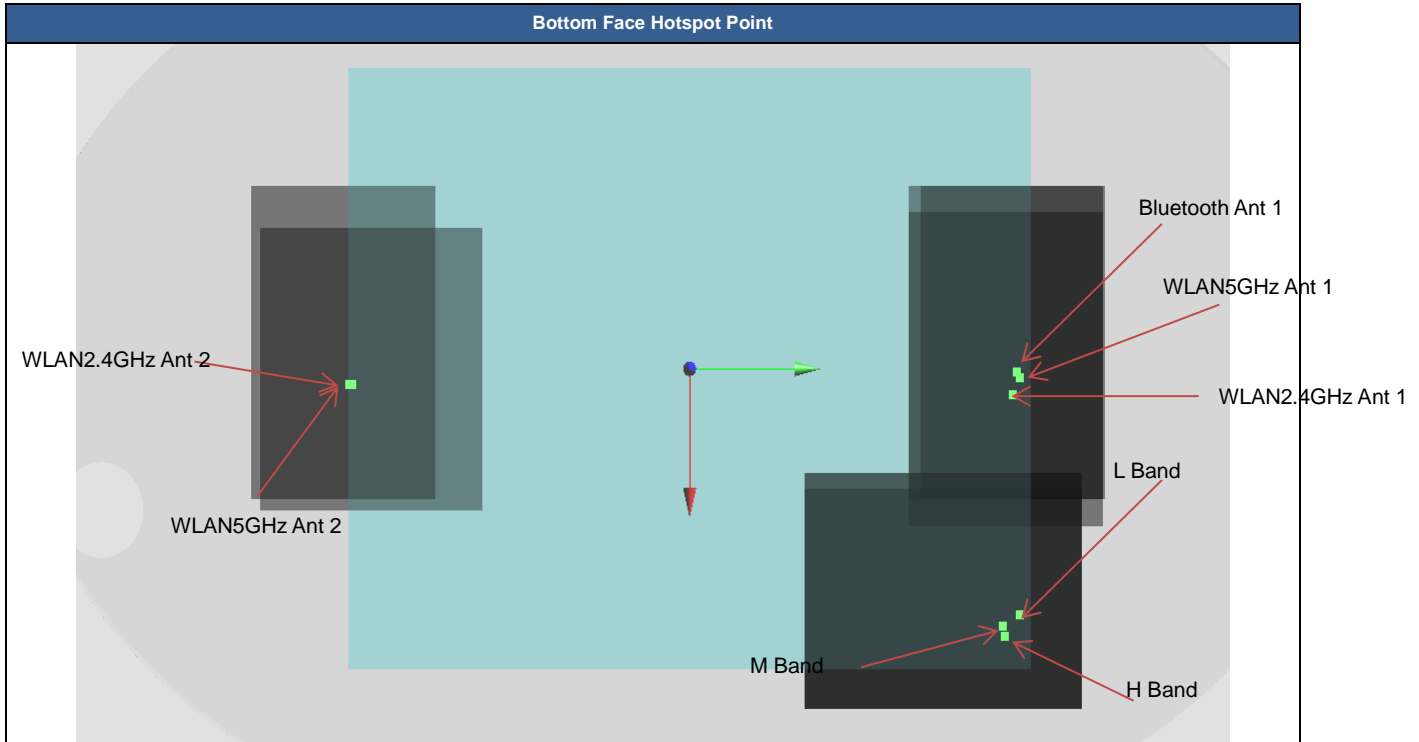 Bottom Face Hotspot Point
Bluetooth Ant 1
WLAN5GHz Ant 1
WLAN2.4GHz Ant 2
WLAN2.4GHz Ant 1
L Band
WLAN5GHz Ant 2
M Band
H Band